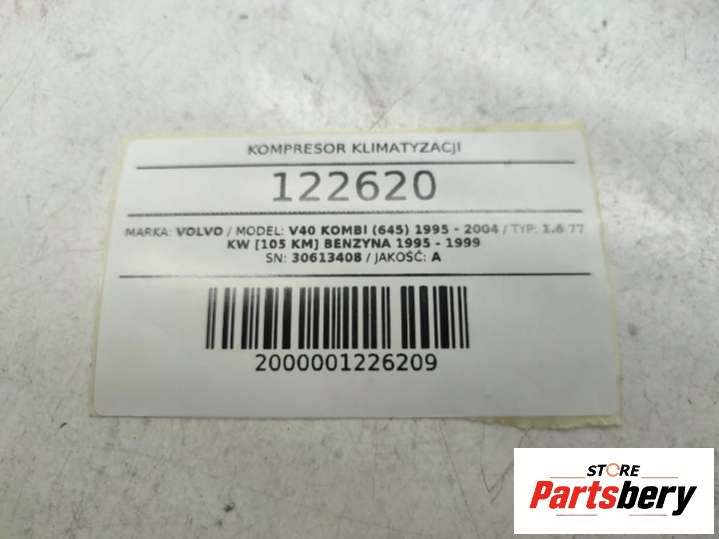 KOMPRESOR KLIMATYZACJI
122620
MARKA: VOLVO / MODEL: V40 KOMBI (645) 1995 - 2004 / TYP: 1.6 77
KW [105 KM] BENZYNA 1995 - 1999
SN: 30613408 / JAKOŚĆ: A
2000001226209
STORE
Partsbery